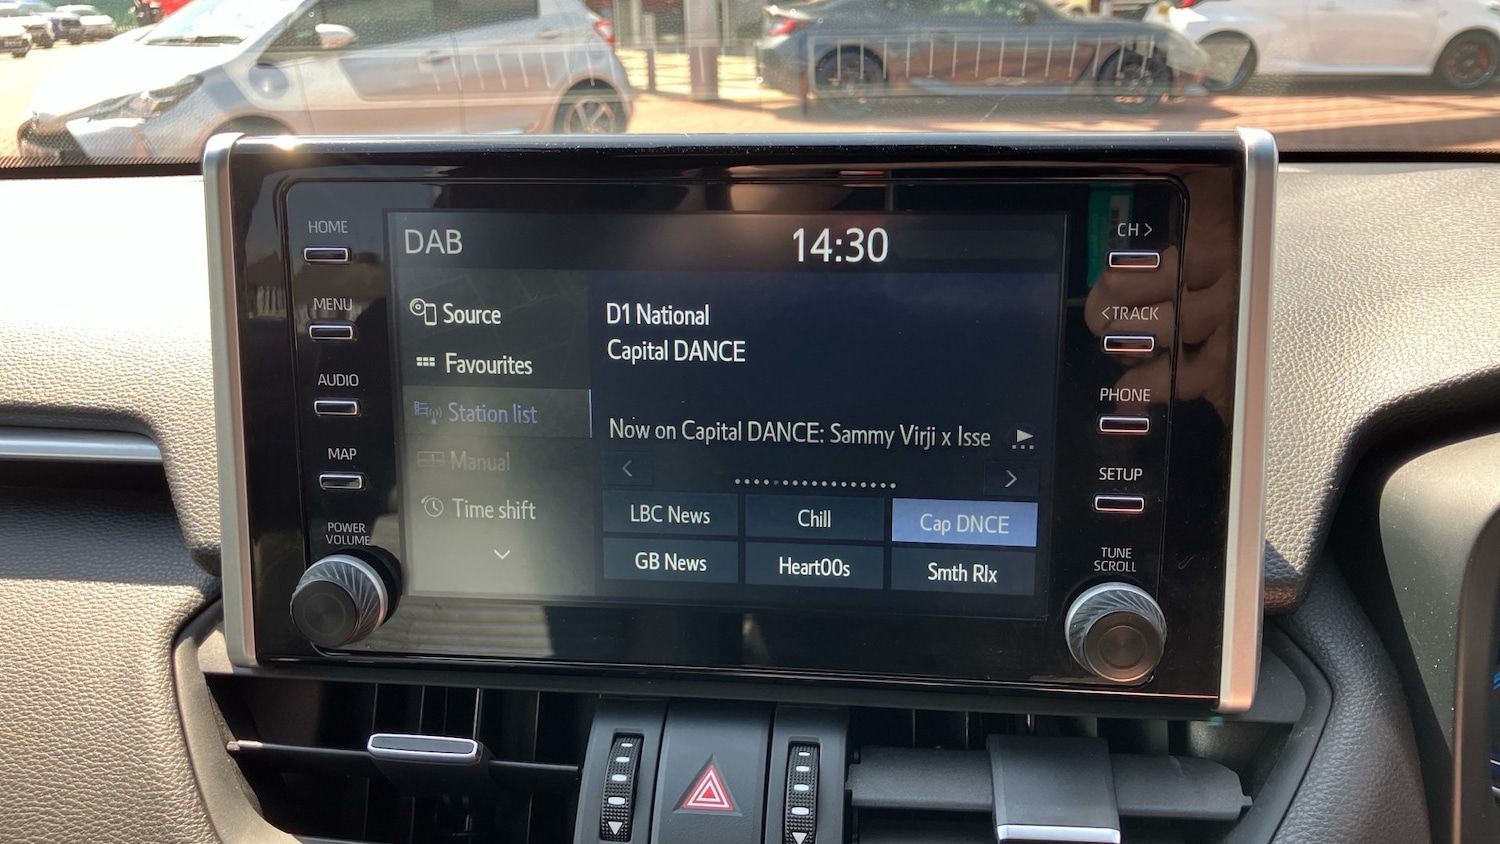 HOME
MENU
AUDIO
MAP
POWER
VOLUME
DAB
14:30
Source
Favourites
Station list
Manual
Time shift
D1 National
Capital DANCE
Now on Capital DANCE: Sammy Virji x Isse
LBC News
Chill
Cap DNCE
GB News
Heart00s
Smth Rlx
CH >
< TRACK
PHONE
SETUP
TUNE
SCROLL